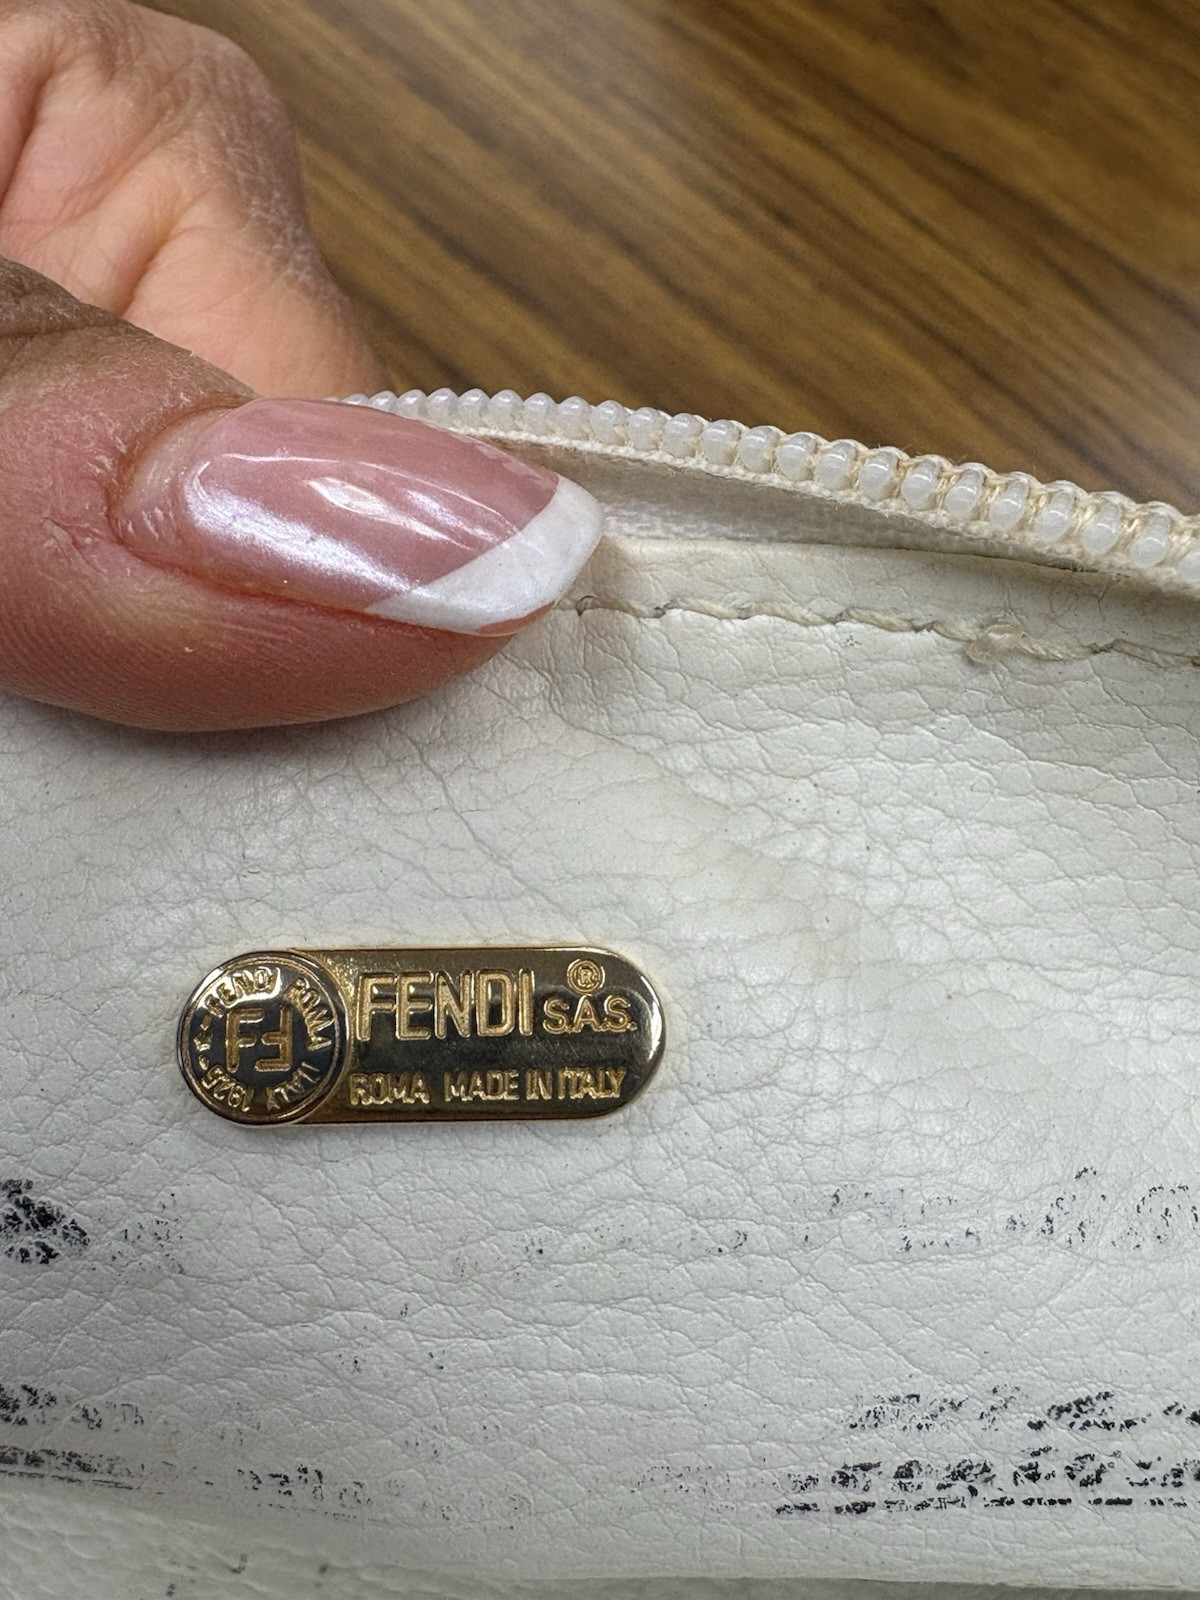 FENDI ROMA
FF
1925 ITALY
FENDI S.A.S.®
ROMA MADE IN ITALY